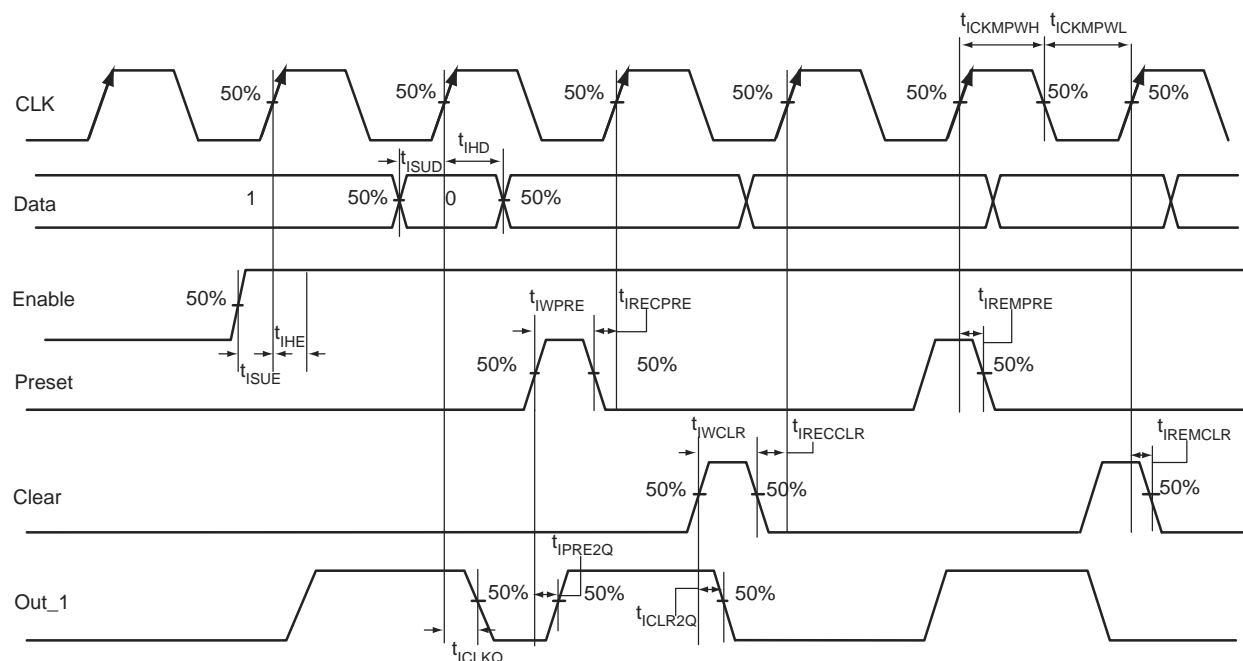 tICKMPWH tICKMPWL
CLK 50% 50% 50% 50% 50% 50% 50%
tISUD tIHD
Data 1 50% 0 50%
Enable 50% tIHE tISUE
tIWPRE tIRECPRE tIREMPRE
Preset 50% 50% 50%
tIWCLR tIRECCLR tIREMCLR
Clear 50% 50% 50%
tIPRE2Q
Out_1 50% 50% tICLR2Q 50%
tICLKQ